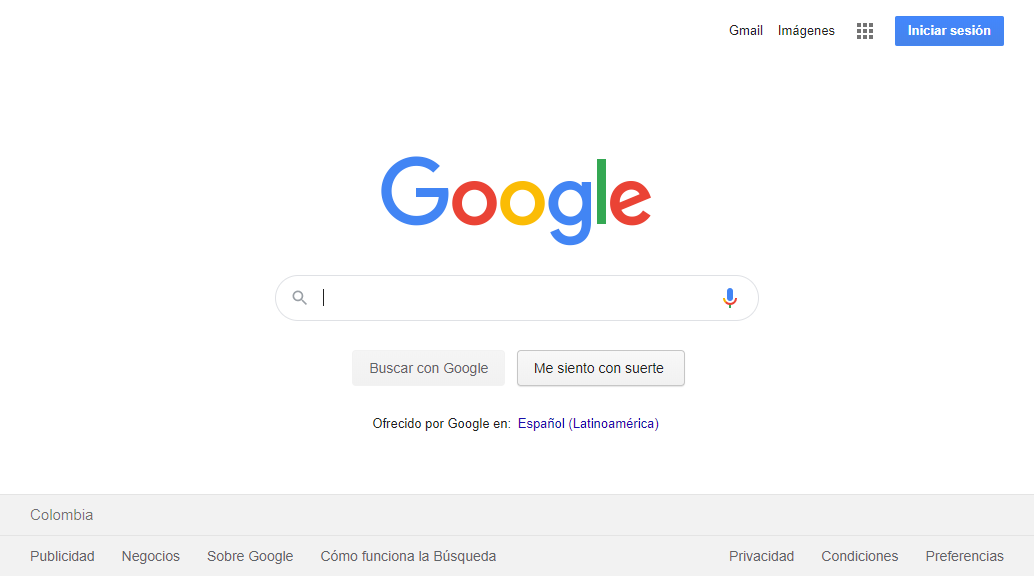 Gmail Imágenes Iniciar sesión
Google
Buscar con Google Me siento con suerte
Ofrecido por Google en: Español (Latinoamérica)
Colombia
Publicidad Negocios Sobre Google Cómo funciona la Búsqueda Privacidad Condiciones Preferencias